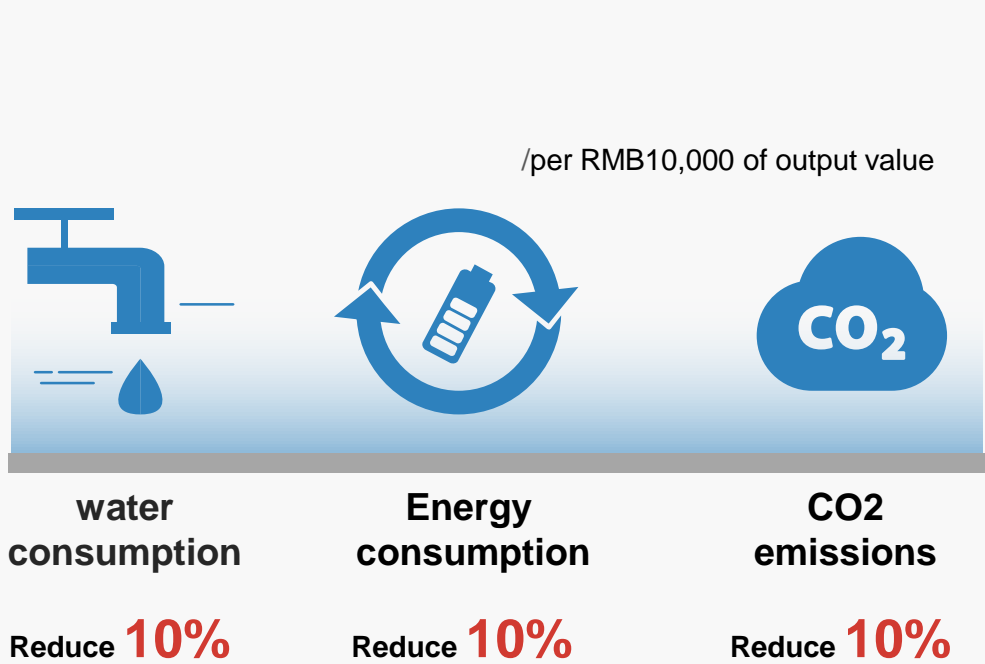 /per RMB10,000 of output value
CO2
water
consumption
Energy
consumption
CO2
emissions
Reduce 10%
Reduce 10%
Reduce 10%